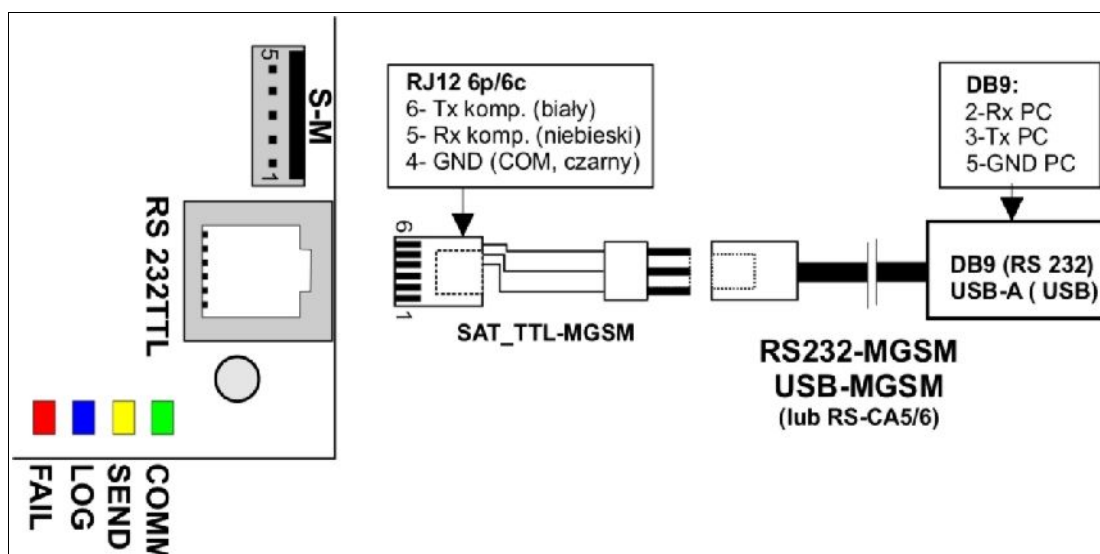 5
1
S-M
RS 232TTL
FAIL
LOG
SEND
COMM
RJ12 6p/6c
6- Tx komp. (biały)
5- Rx komp. (niebieski)
4- GND (COM, czarny)
6
1
SAT_TTL-MGSM
DB9:
2-Rx PC
3-Tx PC
5-GND PC
DB9 (RS 232)
USB-A ( USB)
RS232-MGSM
USB-MGSM
(lub RS-CA5/6)